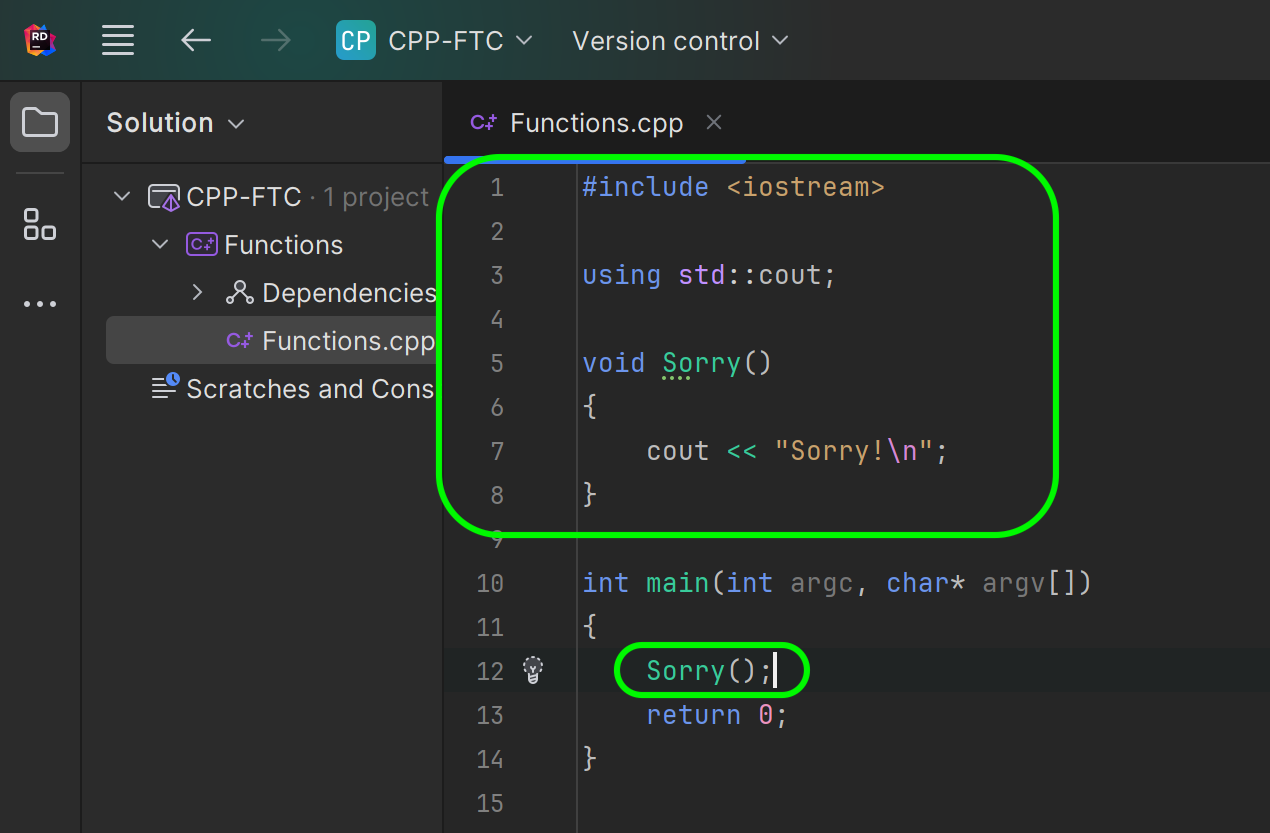 RD
CP CPP-FTC Version control
Solution
CPP-FTC · 1 project
C++ Functions
Dependencies
C++ Functions.cpp
Scratches and Cons
C++ Functions.cpp
1 #include <iostream>
2
3 using std::cout;
4
5 void Sorry()
6 {
7     cout << "Sorry!\n";
8 }
9
10 int main(int argc, char* argv[])
11 {
12     Sorry();
13     return 0;
14 }
15